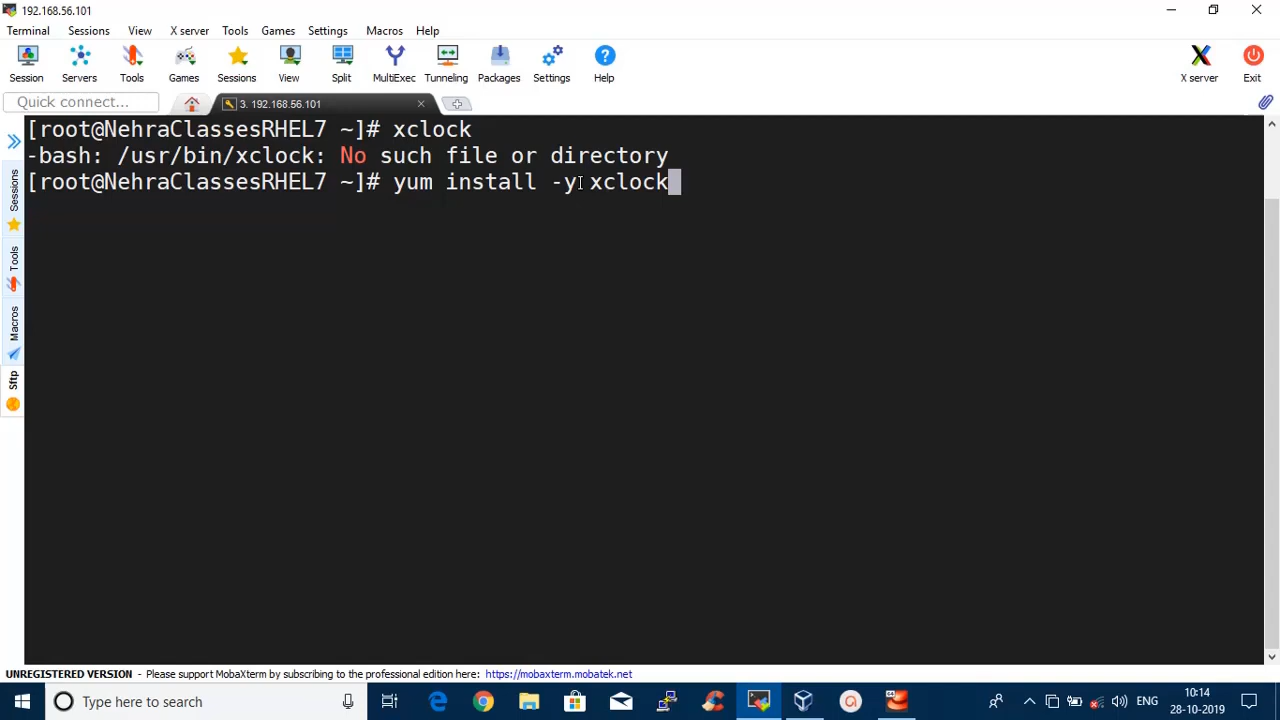 192.168.56.101
Terminal Sessions View X server Tools Games Settings Macros Help
Session Servers Tools Games Sessions View Split MultiExec Tunneling Packages Settings Help X server Exit
Quick connect... 3. 192.168.56.101
[root@NehraClassesRHEL7 ~]# xclock
-bash: /usr/bin/xclock: No such file or directory
[root@NehraClassesRHEL7 ~]# yum install -y xclock
Sessions
Tools
Macros
Sftp
UNREGISTERED VERSION - Please support MobaXterm by subscribing to the professional edition here: https://mobaxterm.mobatek.net
Type here to search
ENG
10:14
28-10-2019